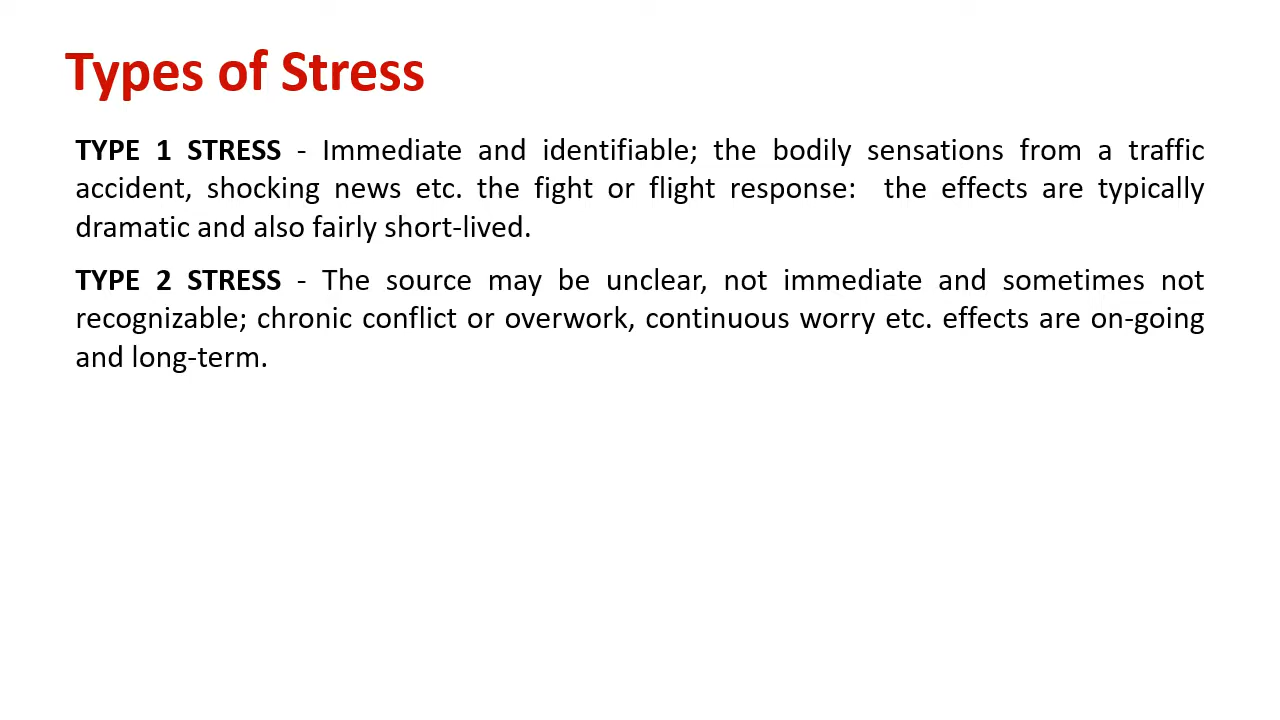 Types of Stress
TYPE 1 STRESS - Immediate and identifiable; the bodily sensations from a traffic
accident, shocking news etc. the fight or flight response:  the effects are typically
dramatic and also fairly short-lived.
TYPE 2 STRESS - The source may be unclear, not immediate and sometimes not
recognizable; chronic conflict or overwork, continuous worry etc. effects are on-going
and long-term.